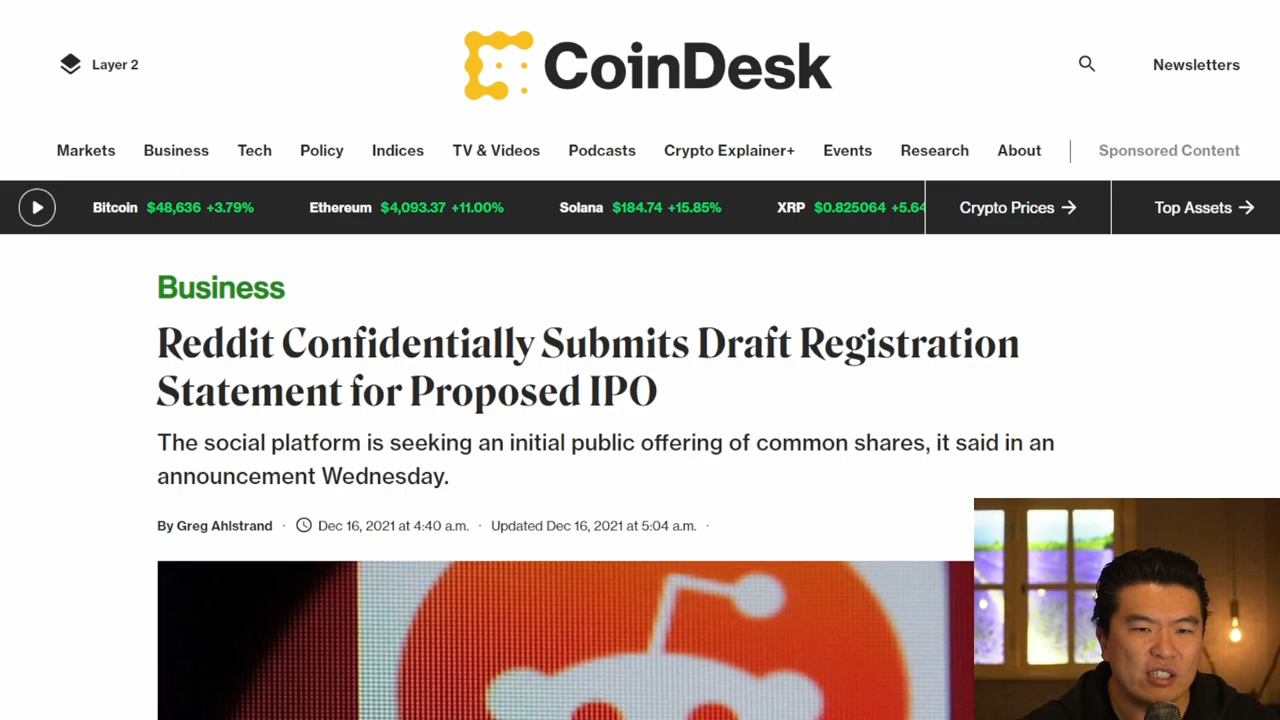 Layer 2
CoinDesk
Newsletters
Markets Business Tech Policy Indices TV & Videos Podcasts Crypto Explainer+ Events Research About Sponsored Content
Bitcoin $48,636 +3.79% Ethereum $4,093.37 +11.00% Solana $184.74 +15.85% XRP $0.825064 +5.64 Crypto Prices → Top Assets →
Business
Reddit Confidentially Submits Draft Registration
Statement for Proposed IPO
The social platform is seeking an initial public offering of common shares, it said in an
announcement Wednesday.
By Greg Ahlstrand · Dec 16, 2021 at 4:40 a.m. · Updated Dec 16, 2021 at 5:04 a.m. ·